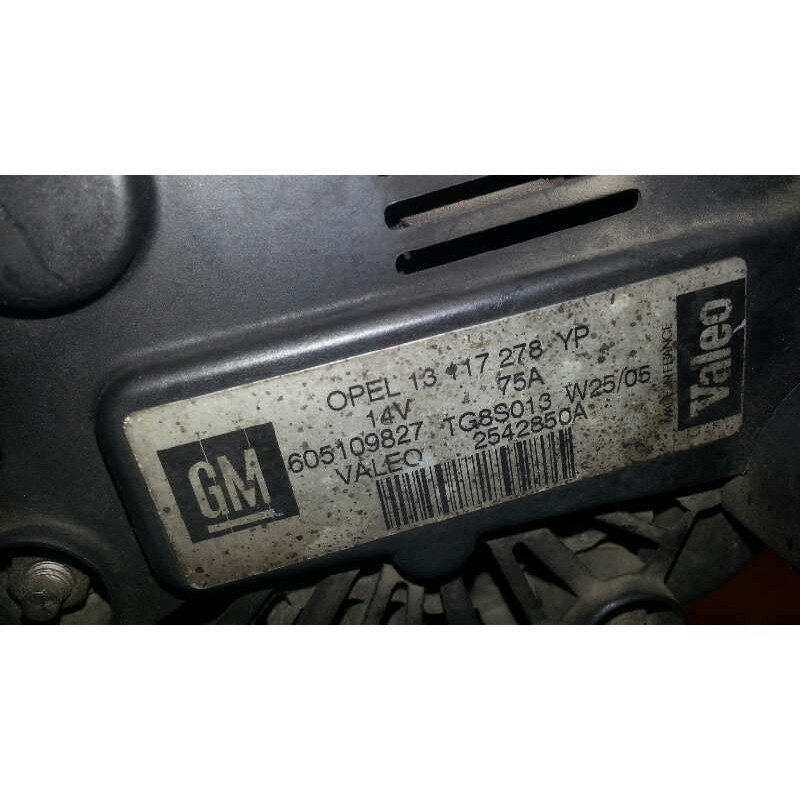 OPEL 13 117 278 YP
14V 75A
605109827 TG8S013 W25/05
VALEO 2542850A
GM
MADE IN FRANCE
Valeo